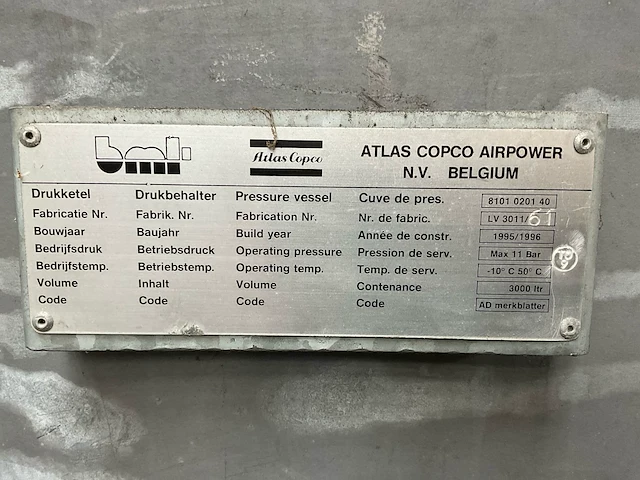 bmi
Atlas Copco
ATLAS COPCO AIRPOWER
N.V. BELGIUM
Drukketel Drukbehalter Pressure vessel Cuve de pres. 8101 0201 40
Fabricatie Nr. Fabrik. Nr. Fabrication Nr. Nr. de fabric. LV 3011/61
Bouwjaar Baujahr Build year Année de constr. 1995/1996
Bedrijfsdruk Betriebsdruck Operating pressure Pression de serv. Max 11 Bar
Bedrijfstemp. Betriebstemp. Operating temp. Temp. de serv. -10° C 50° C
Volume Inhalt Volume Contenance 3000 ltr
Code Code Code Code AD merkblatter